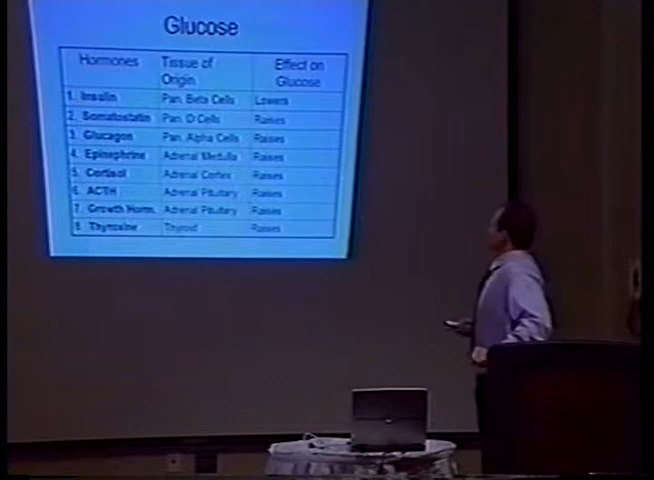 Glucose
Hormones Tissue of Origin Effect on Glucose
1. Insulin Pan. Beta Cells Lowers
2. Somatostatin Pan. D Cells Raises
3. Glucagon Pan. Alpha Cells Raises
4. Epinephrine Adrenal Medulla Raises
5. Cortisol Adrenal Cortex Raises
6. ACTH Adrenal Pituitary Raises
7. Growth Horm. Adrenal Pituitary Raises
8. Thyroxine Thyroid Raises